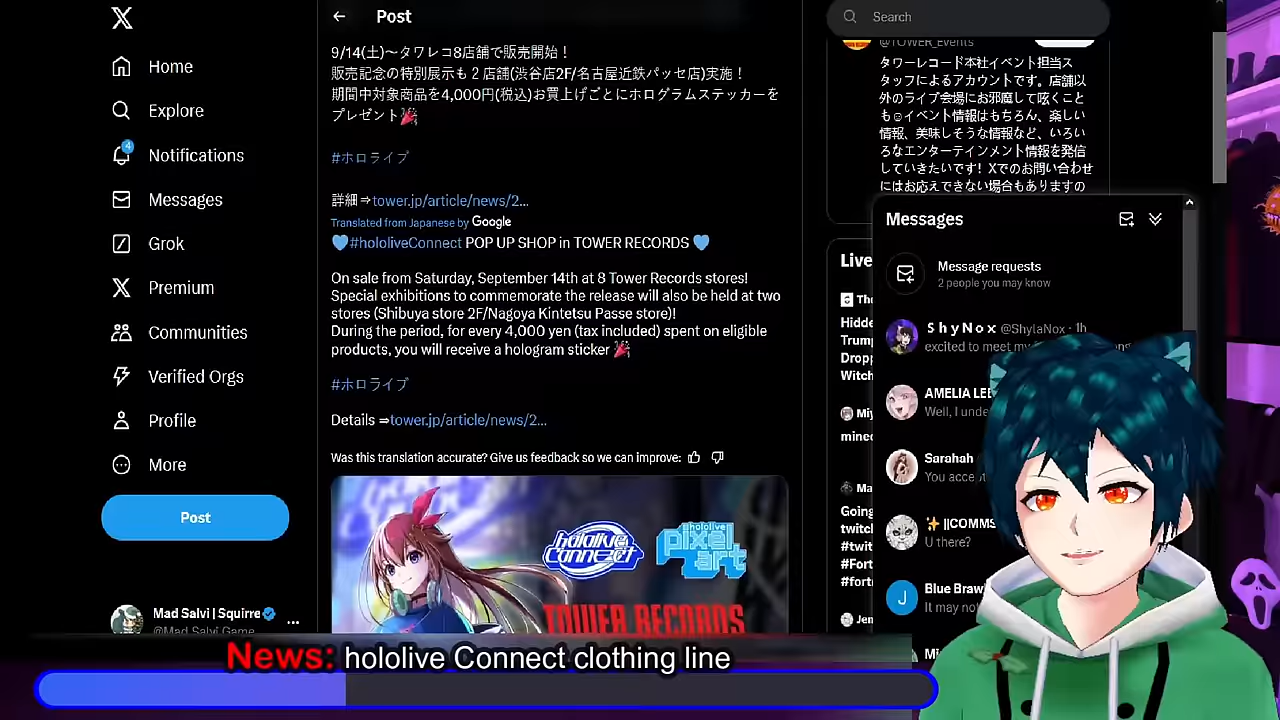 Post
Search
Home
Explore
4
Notifications
Messages
Grok
Premium
Communities
Verified Orgs
Profile
More
Post
Mad Salvi | Squirre
@Mad_Salvi_Game
9/14(土)～タワレコ8店舗で販売開始！
販売記念の特別展示も２店舗(渋谷店2F/名古屋近鉄パッセ店)実施！
期間中対象商品を4,000円(税込)お買上げごとにホログラムステッカーを
プレゼント🎉
#ホロライブ
詳細⇒tower.jp/article/news/2...
Translated from Japanese by Google
🩵#hololiveConnect POP UP SHOP in TOWER RECORDS🩵
On sale from Saturday, September 14th at 8 Tower Records stores!
Special exhibitions to commemorate the release will also be held at two
stores (Shibuya store 2F/Nagoya Kintetsu Passe store)!
During the period, for every 4,000 yen (tax included) spent on eligible
products, you will receive a hologram sticker 🎉
#ホロライブ
Details ⇒tower.jp/article/news/2...
Was this translation accurate? Give us feedback so we can improve:
hololive Connect
hololive pixel art
TOWER RECORDS
@TOWER_Events
タワーレコード本社イベント担当ス
タッフによるアカウントです。店舗以
外のライブ会場にお邪魔して呟くこと
も☺イベント情報はもちろん、楽しい
情報、美味しそうな情報など、いろい
ろなエンターテインメント情報を発信
していきたいです！Xでのお問い合わせ
にはお応えできない場合もありますの
Live
Hidde
Trump
Dropp
Witch
minec
Going
twitch
#twit
#Fort
#forte
Messages
Message requests
2 people you may know
ShyNox @ShylaNox · 1h
excited to meet my
AMELIA LEE
Well, I unde
Sarahah
You acce
✨||COMMS
U there?
J
Blue Braw
It may not
News: hololive Connect clothing line